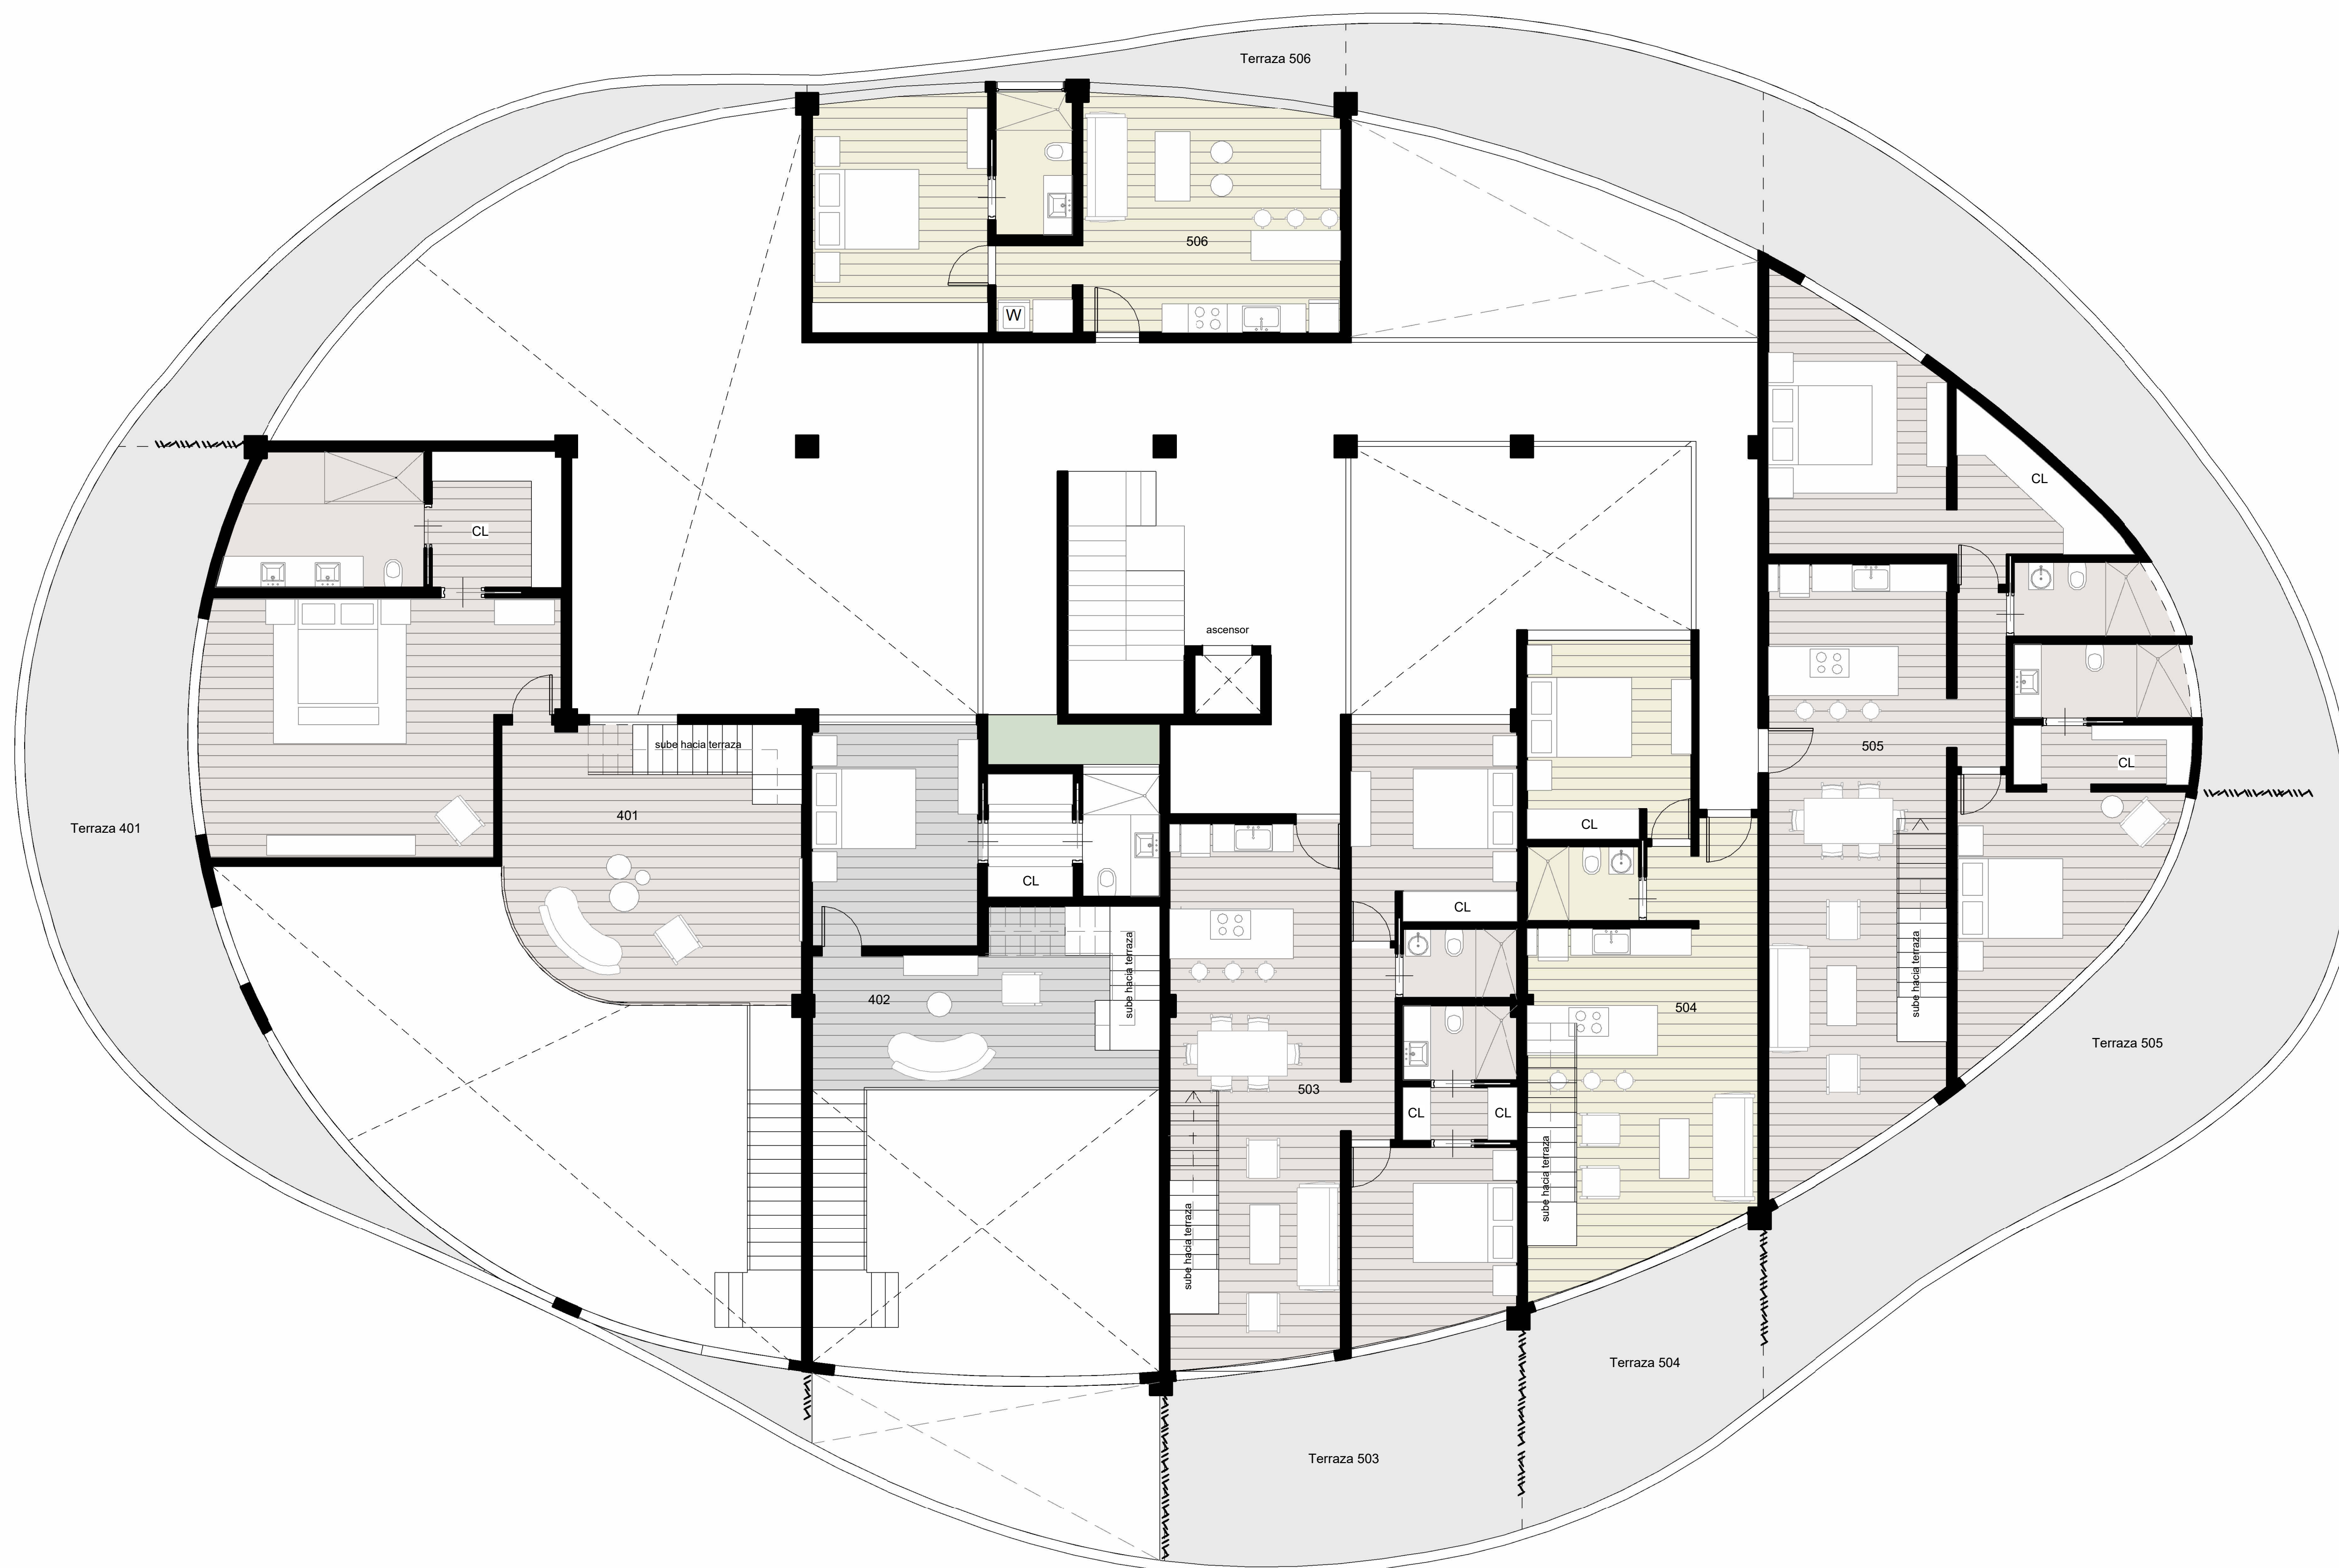 Terraza 506
506
W
CL
CL
ascensor
sube hacia terraza
505
CL
401
Terraza 401
CL
CL
CL
402
sube hacia terraza
sube hacia terraza
504
Terraza 505
503
CL
CL
sube hacia terraza
sube hacia terraza
Terraza 504
Terraza 503